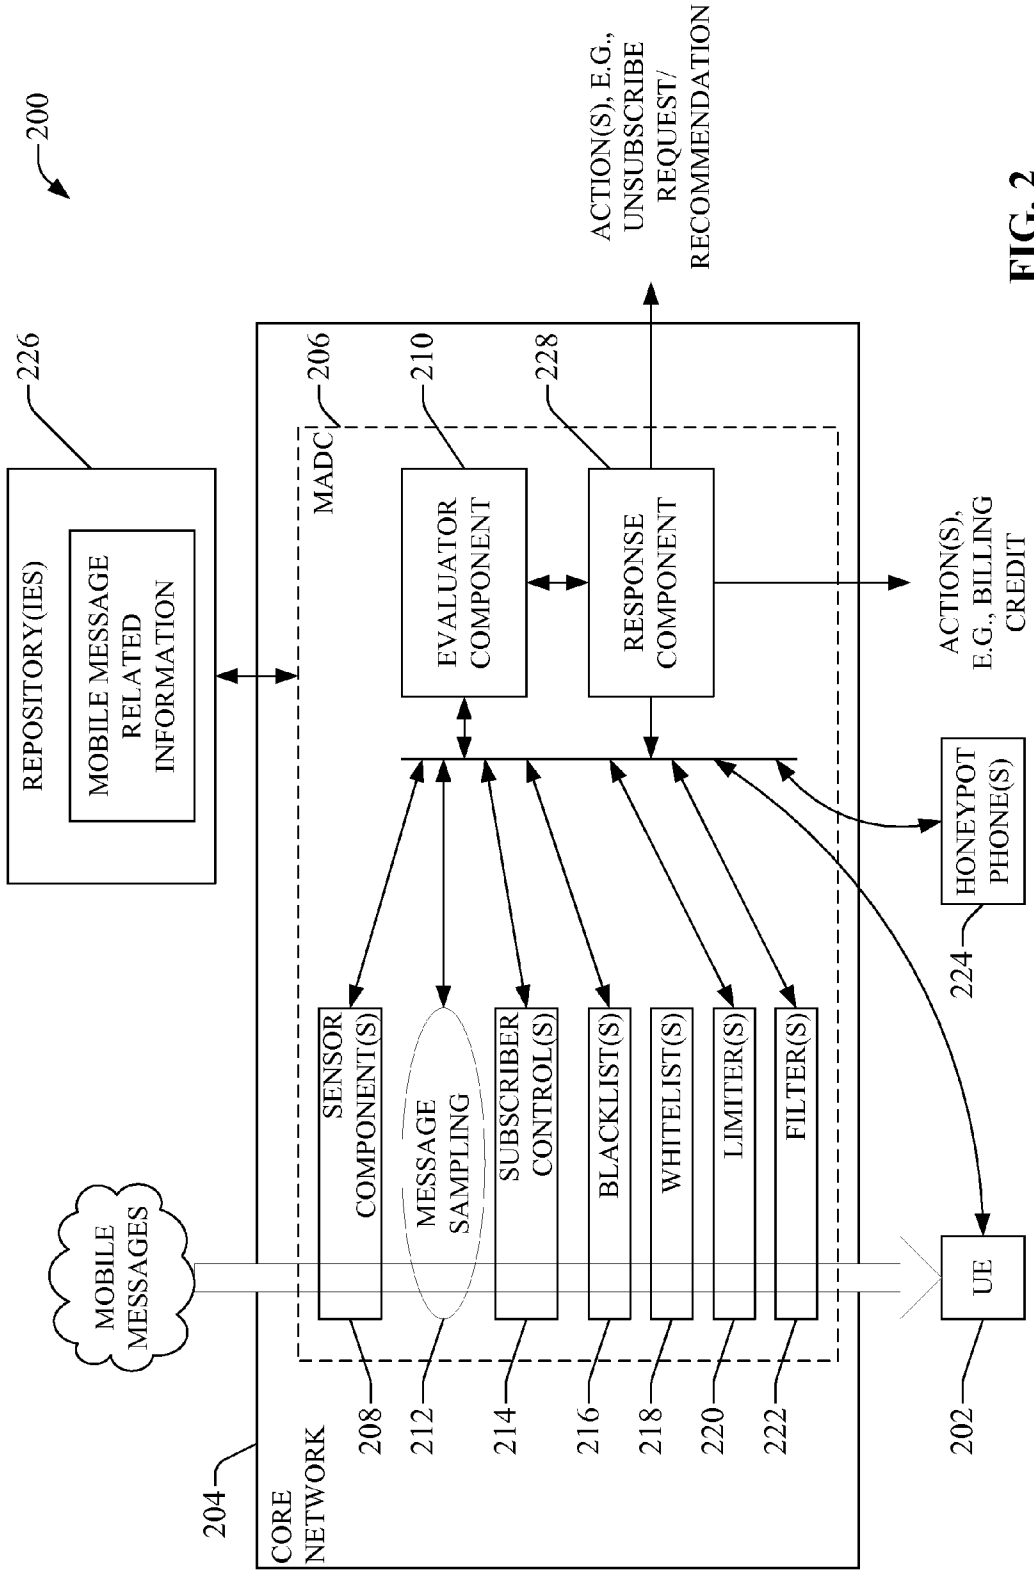 200
MOBILE
MESSAGES
REPOSITORY(IES)
226
MOBILE MESSAGE
RELATED
INFORMATION
204
CORE
NETWORK
MADC
206
208
SENSOR
COMPONENT(S)
212
MESSAGE
SAMPLING
214
SUBSCRIBER
CONTROL(S)
216
BLACKLIST(S)
218
WHITELIST(S)
220
LIMITER(S)
222
FILTER(S)
EVALUATOR
COMPONENT
210
RESPONSE
COMPONENT
228
ACTION(S), E.G.,
UNSUBSCRIBE
REQUEST/
RECOMMENDATION
202
UE
224
HONEYPOT
PHONE(S)
ACTION(S),
E.G., BILLING
CREDIT
FIG. 2